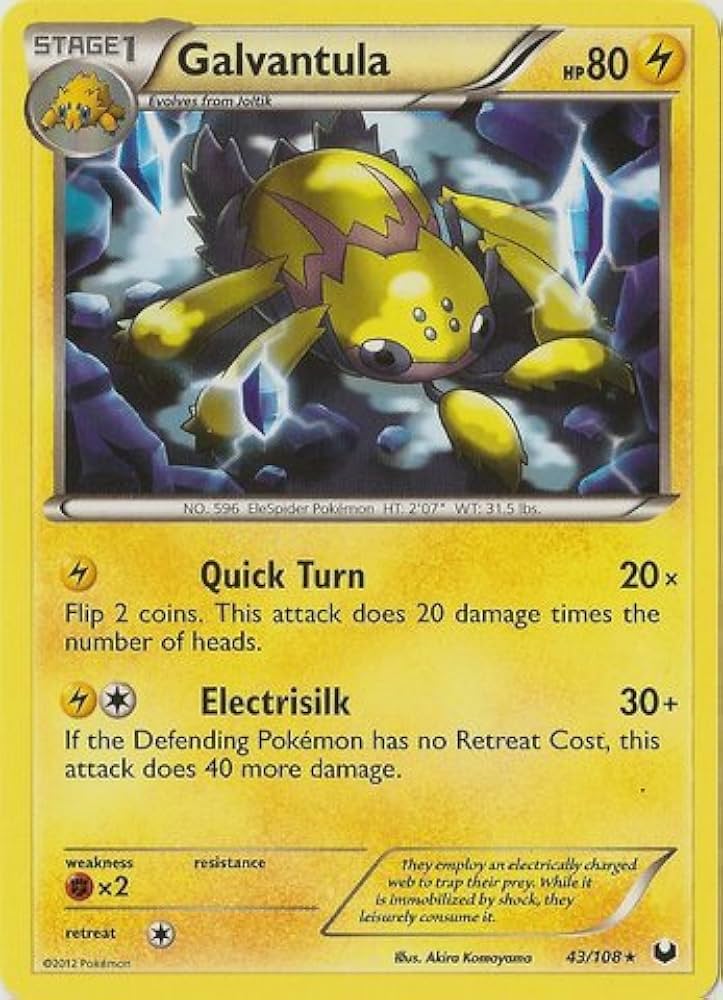 STAGE1
Galvantula
HP80
Evolves from Joltik
NO. 596 EleSpider Pokémon HT: 2'07" WT: 31.5 lbs.
Quick Turn
20×
Flip 2 coins. This attack does 20 damage times the
number of heads.
Electrisilk
30+
If the Defending Pokémon has no Retreat Cost, this
attack does 40 more damage.
weakness
resistance
×2
retreat
They employ an electrically charged
web to trap their prey. While it
is immobilized by shock, they
leisurely consume it.
©2012 Pokémon
Illus. Akira Komayama
43/108★